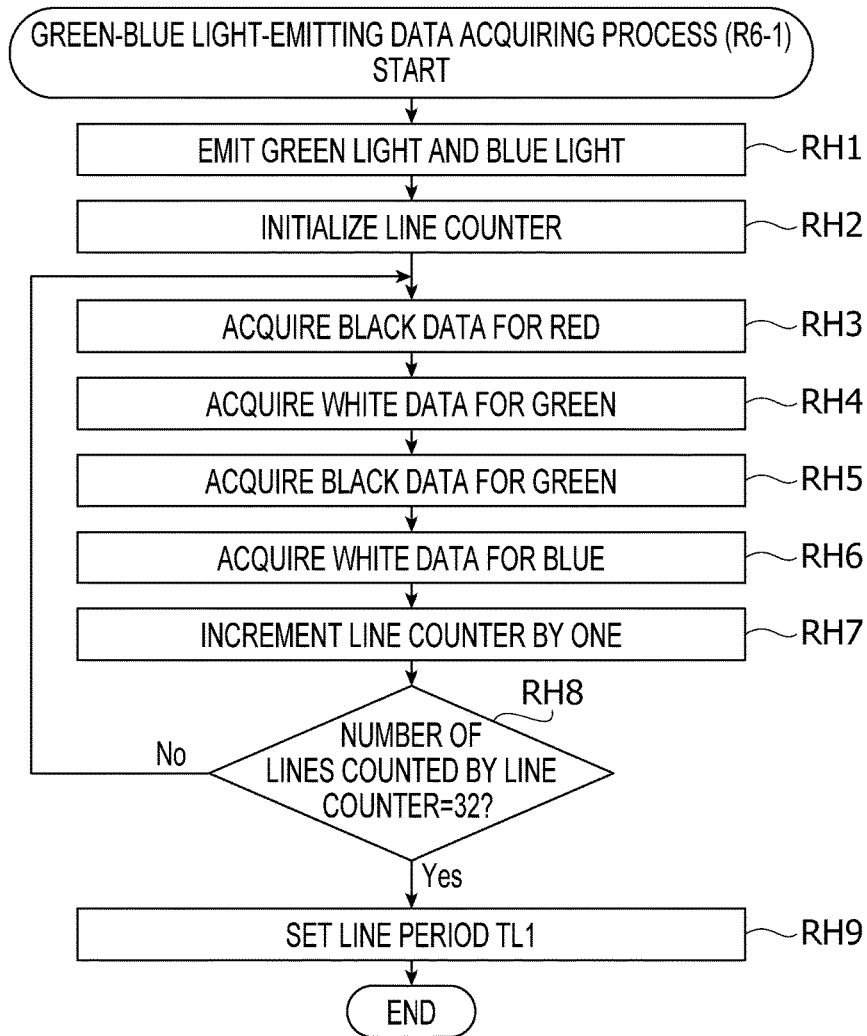 GREEN-BLUE LIGHT-EMITTING DATA ACQUIRING PROCESS (R6-1)
START
EMIT GREEN LIGHT AND BLUE LIGHT
RH1
INITIALIZE LINE COUNTER
RH2
ACQUIRE BLACK DATA FOR RED
RH3
ACQUIRE WHITE DATA FOR GREEN
RH4
ACQUIRE BLACK DATA FOR GREEN
RH5
ACQUIRE WHITE DATA FOR BLUE
RH6
INCREMENT LINE COUNTER BY ONE
RH7
RH8
NUMBER OF
LINES COUNTED BY LINE
COUNTER=32?
No
Yes
SET LINE PERIOD TL1
RH9
END